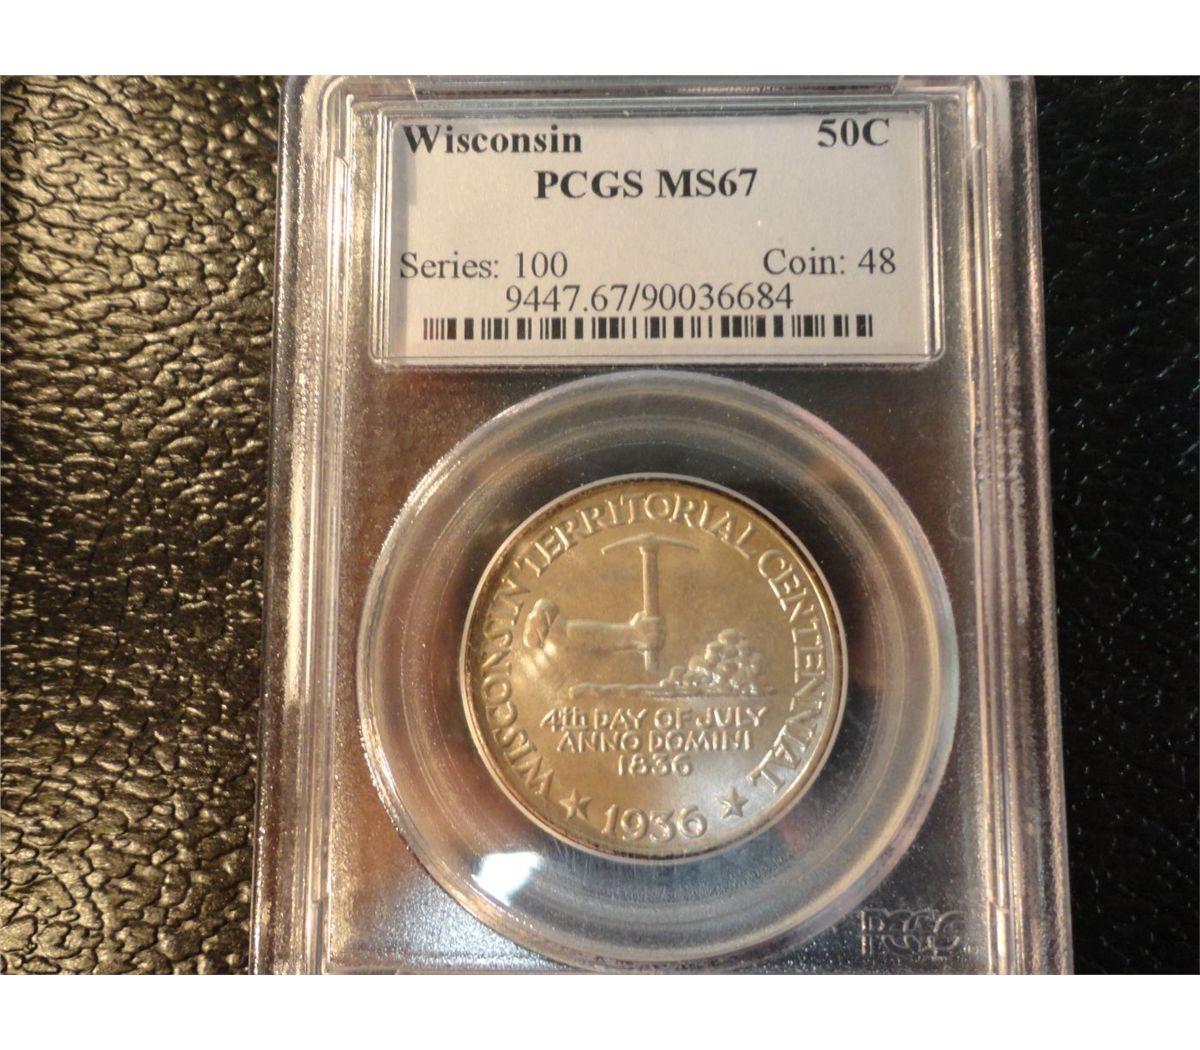 Wisconsin 50C
PCGS MS67
Series: 100 Coin: 48
9447.67/90036684
WISCONSIN TERRITORIAL CENTENNIAL
4th DAY OF JULY
ANNO DOMINI
1836
★ 1936 ★
PCGS